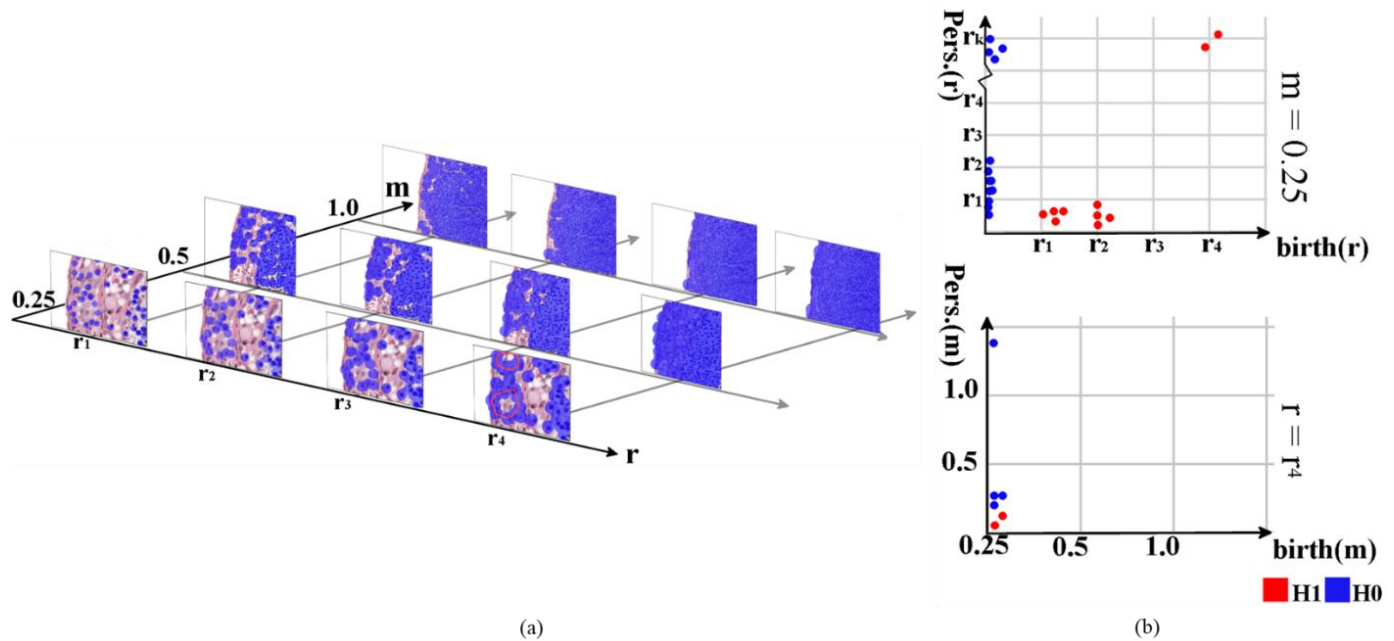 m
1.0
0.5
0.25
r1
r2
r3
r4
r
(a)
Pers.(r)
rk
r4
r3
r2
r1
r1 r2 r3 r4
birth(r)
m = 0.25
Pers.(m)
1.0
0.5
0.25 0.5 1.0
birth(m)
r = r⁴
H1 H0
(b)